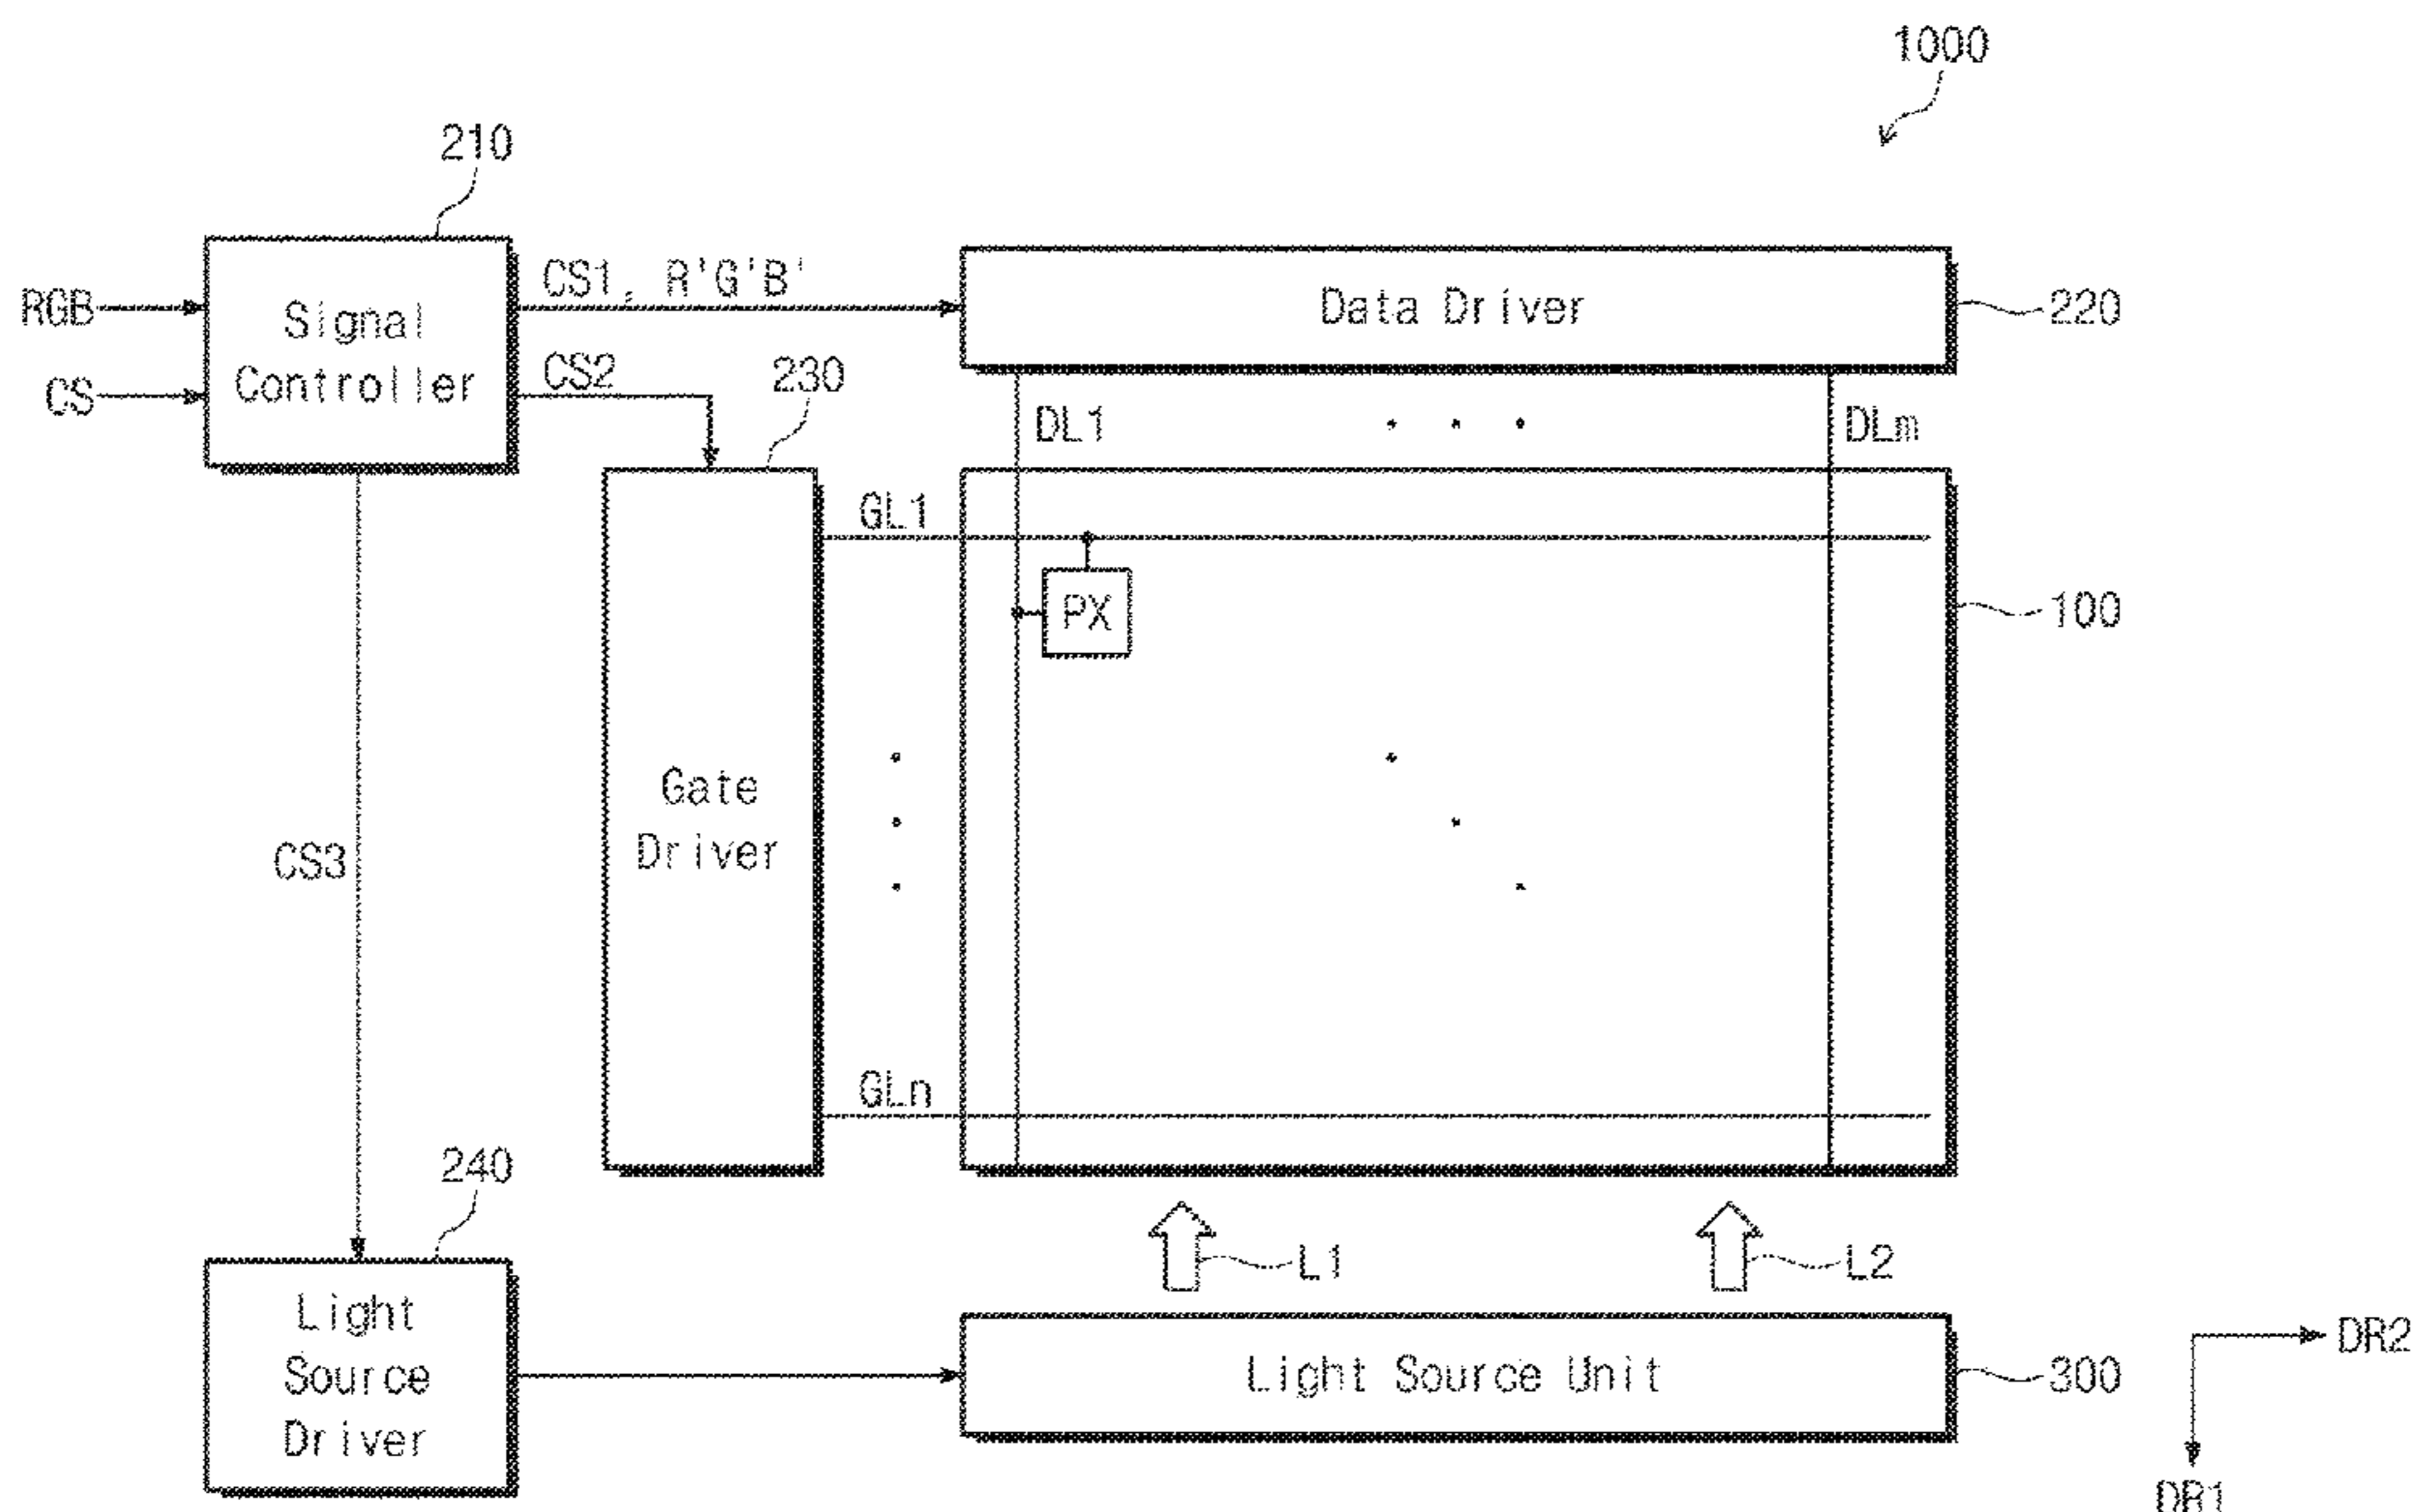 1000
210
CS1, R'G'B'
RGB
Signal
Controller
Data Driver
220
CS
CS2
230
DL1
DLm
GL1
PX
100
Gate
Driver
CS3
GLn
240
L1
L2
Light
Source
Driver
Light Source Unit
300
DR2
DR1